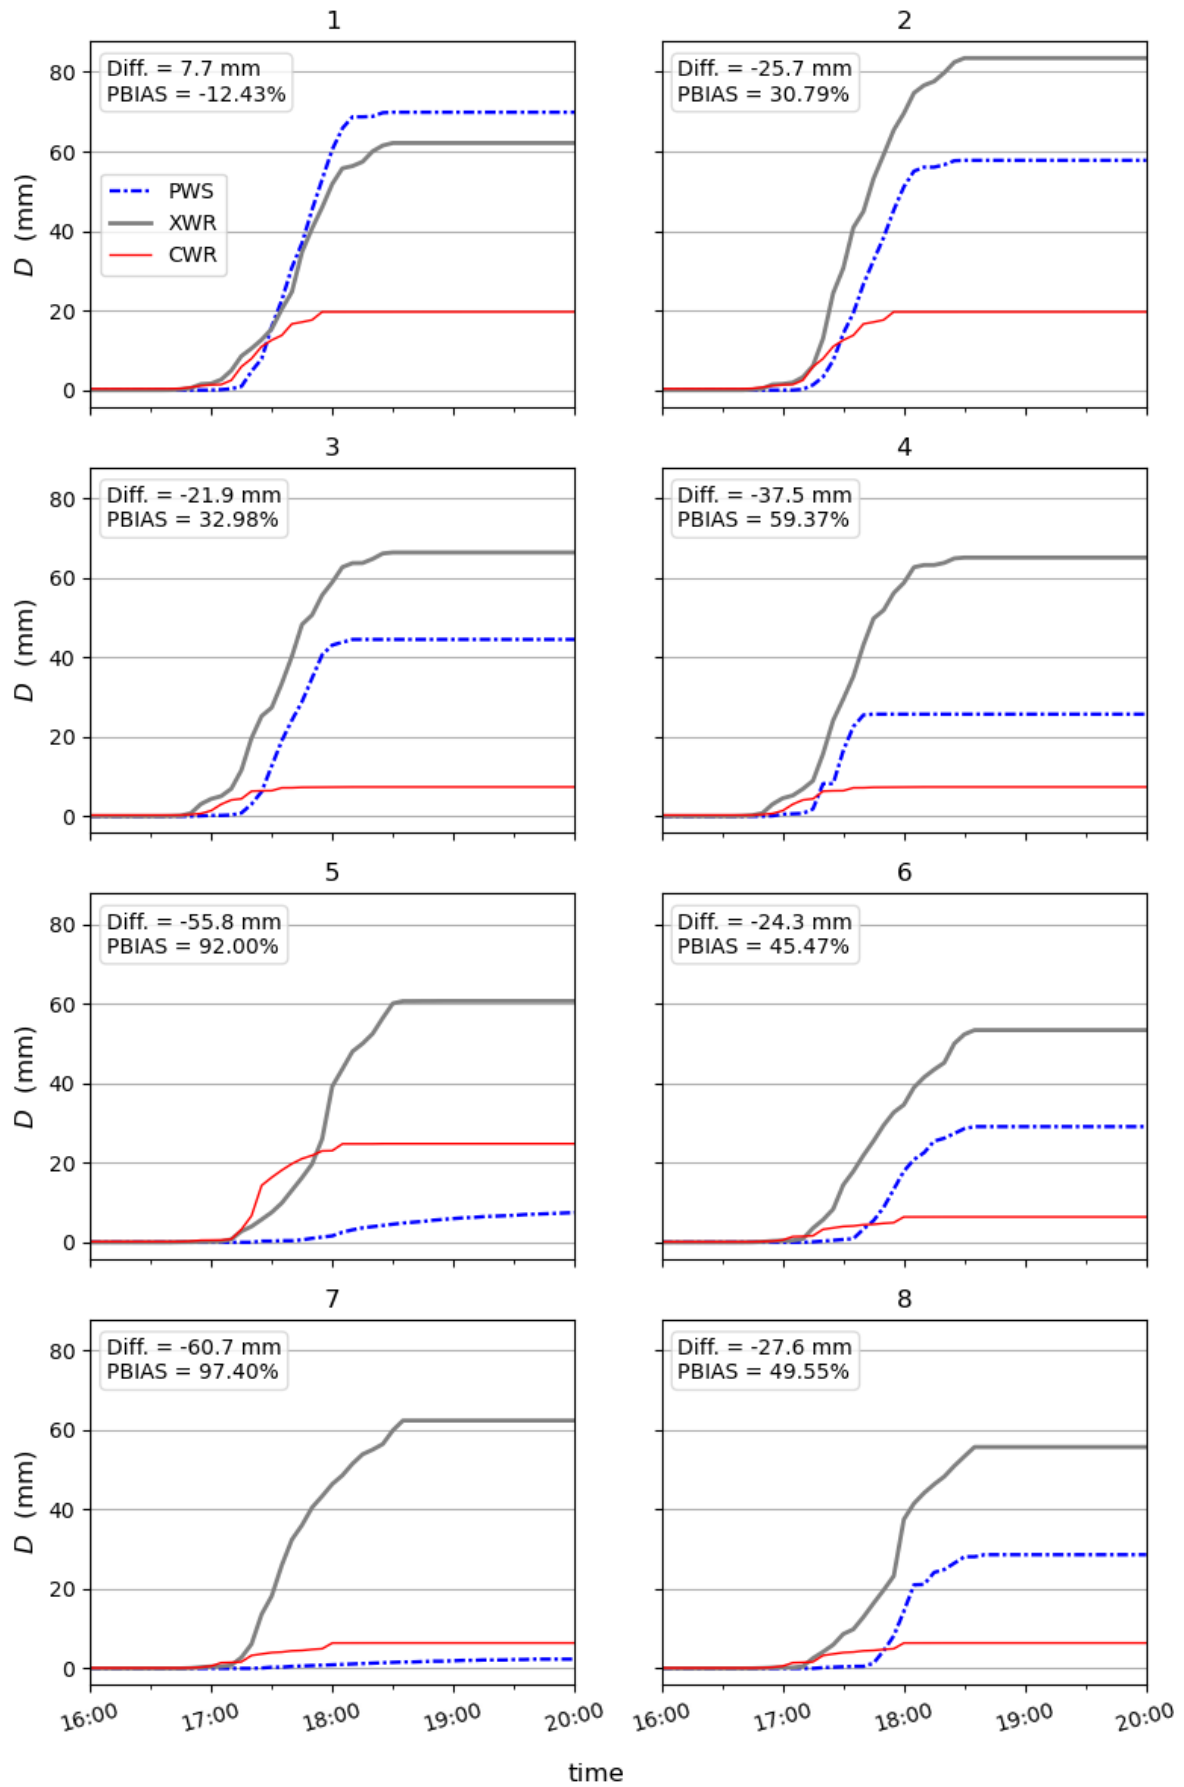 1
Diff. = 7.7 mm
PBIAS = -12.43%
PWS
XWR
CWR
80
60
40
20
0
D (mm)
2
Diff. = -25.7 mm
PBIAS = 30.79%
3
Diff. = -21.9 mm
PBIAS = 32.98%
80
60
40
20
0
D (mm)
4
Diff. = -37.5 mm
PBIAS = 59.37%
5
Diff. = -55.8 mm
PBIAS = 92.00%
80
60
40
20
0
D (mm)
6
Diff. = -24.3 mm
PBIAS = 45.47%
7
Diff. = -60.7 mm
PBIAS = 97.40%
80
60
40
20
0
D (mm)
16:00 17:00 18:00 19:00 20:00
8
Diff. = -27.6 mm
PBIAS = 49.55%
16:00 17:00 18:00 19:00 20:00
time